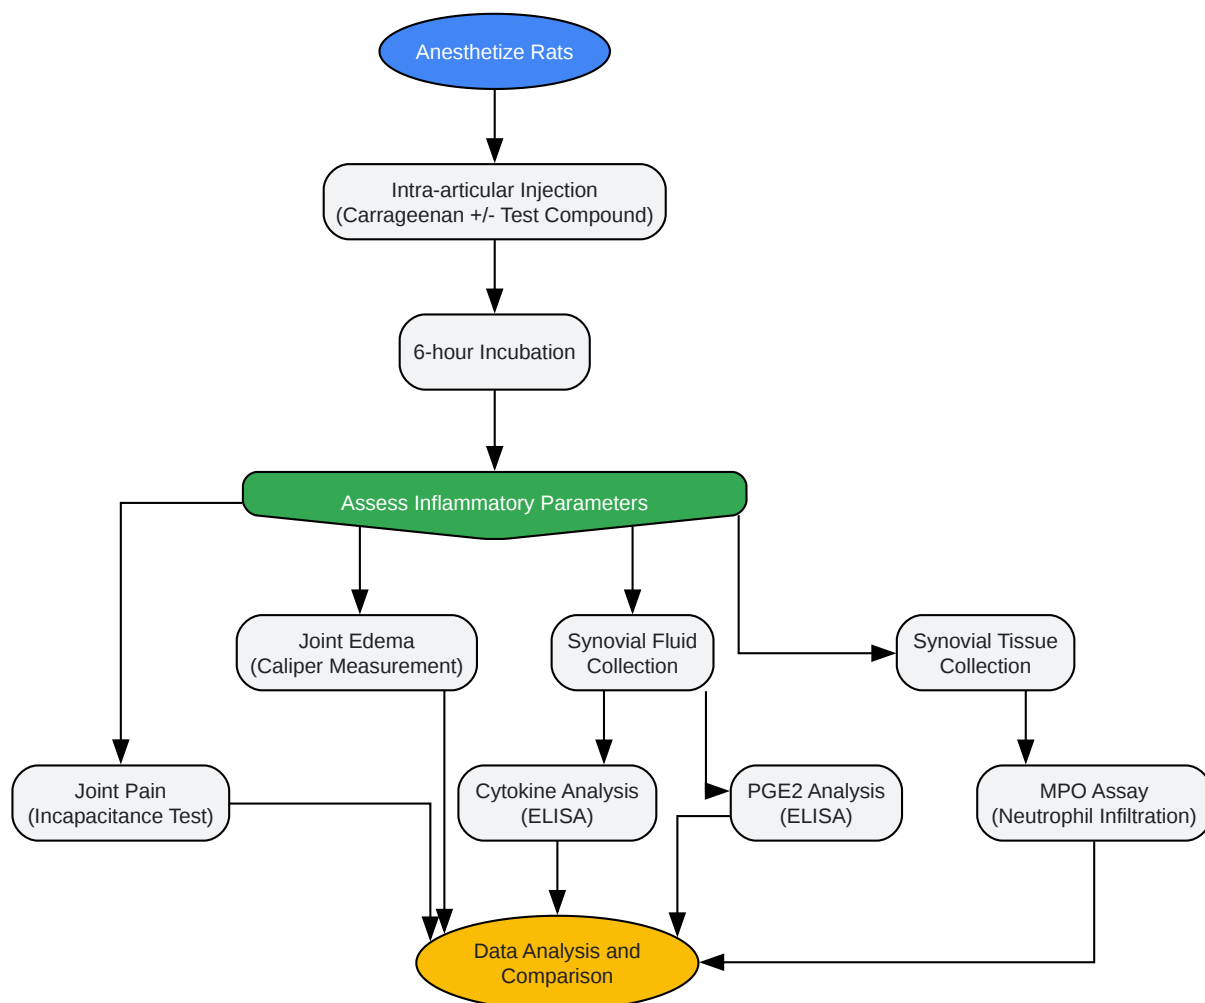 Anesthetize Rats
Intra-articular Injection
(Carrageenan +/- Test Compound)
6-hour Incubation
Assess Inflammatory Parameters
Joint Edema
(Caliper Measurement)
Synovial Fluid
Collection
Synovial Tissue
Collection
Joint Pain
(Incapacitance Test)
Cytokine Analysis
(ELISA)
PGE2 Analysis
(ELISA)
MPO Assay
(Neutrophil Infiltration)
Data Analysis and
Comparison